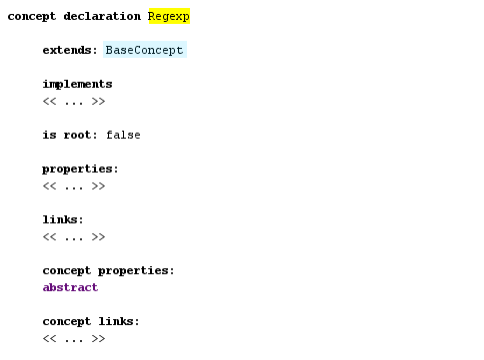 concept declaration Regexp
extends: BaseConcept
implements
<< ... >>
is root: false
properties:
<< ... >>
links:
<< ... >>
concept properties:
abstract
concept links:
<< ... >>